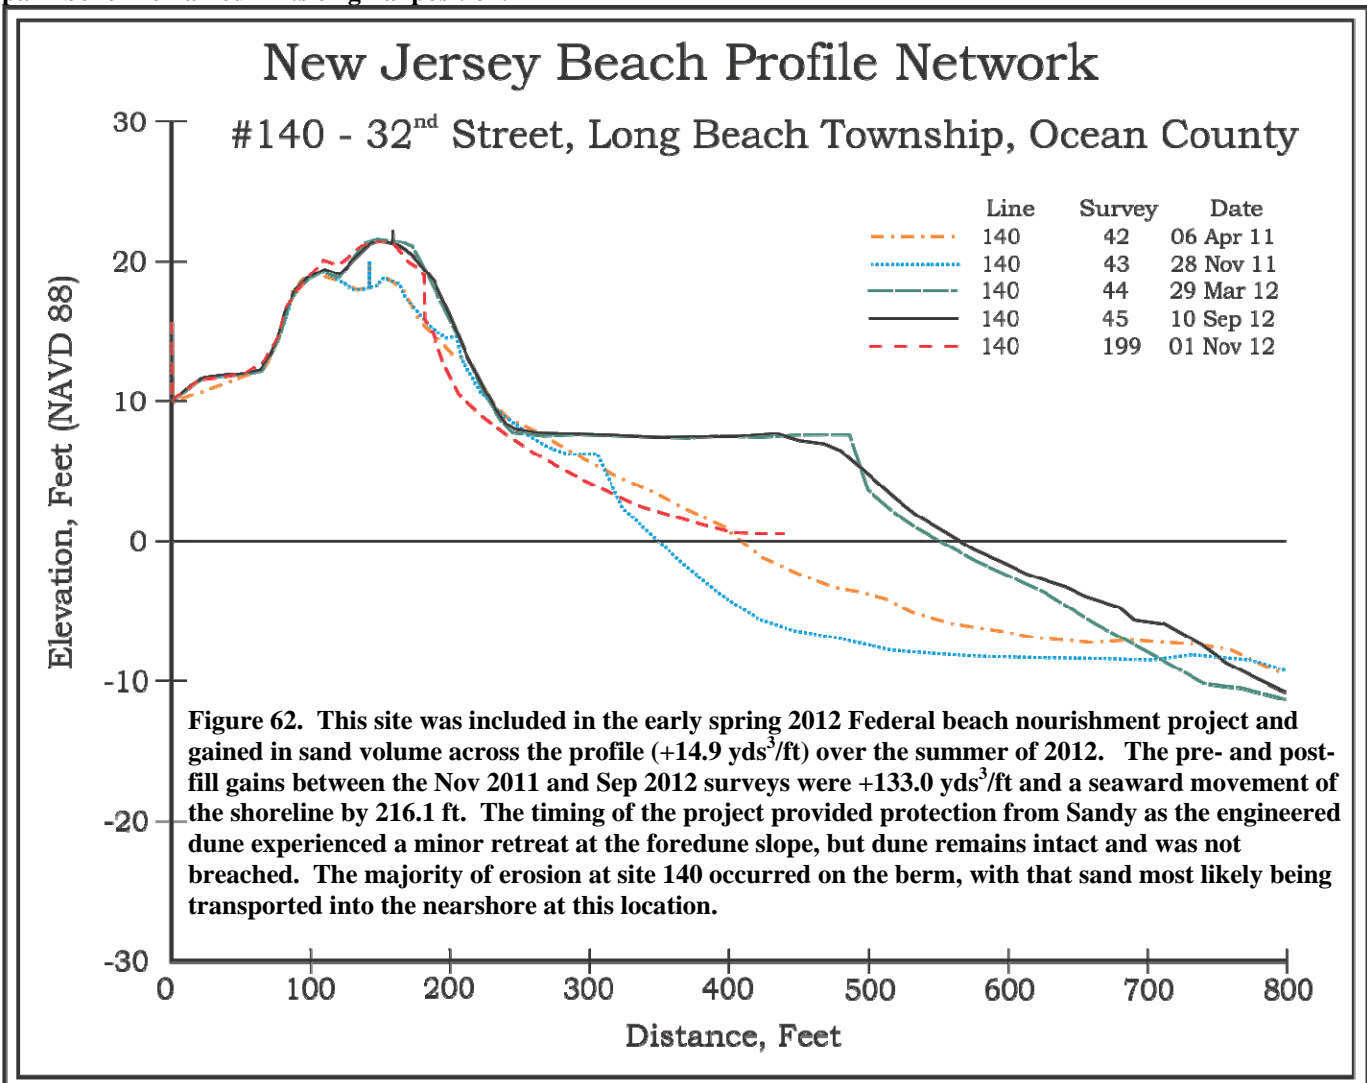 New Jersey Beach Profile Network
#140 - 32nd Street, Long Beach Township, Ocean County
Line Survey Date
140 42 06 Apr 11
140 43 28 Nov 11
140 44 29 Mar 12
140 45 10 Sep 12
140 199 01 Nov 12
Elevation, Feet (NAVD 88)
30
20
10
0
-10
-20
-30
Figure 62. This site was included in the early spring 2012 Federal beach nourishment project and
gained in sand volume across the profile (+14.9 yds3/ft) over the summer of 2012. The pre- and post-
fill gains between the Nov 2011 and Sep 2012 surveys were +133.0 yds3/ft and a seaward movement of
the shoreline by 216.1 ft. The timing of the project provided protection from Sandy as the engineered
dune experienced a minor retreat at the foredune slope, but dune remains intact and was not
breached. The majority of erosion at site 140 occurred on the berm, with that sand most likely being
transported into the nearshore at this location.
0 100 200 300 400 500 600 700 800
Distance, Feet